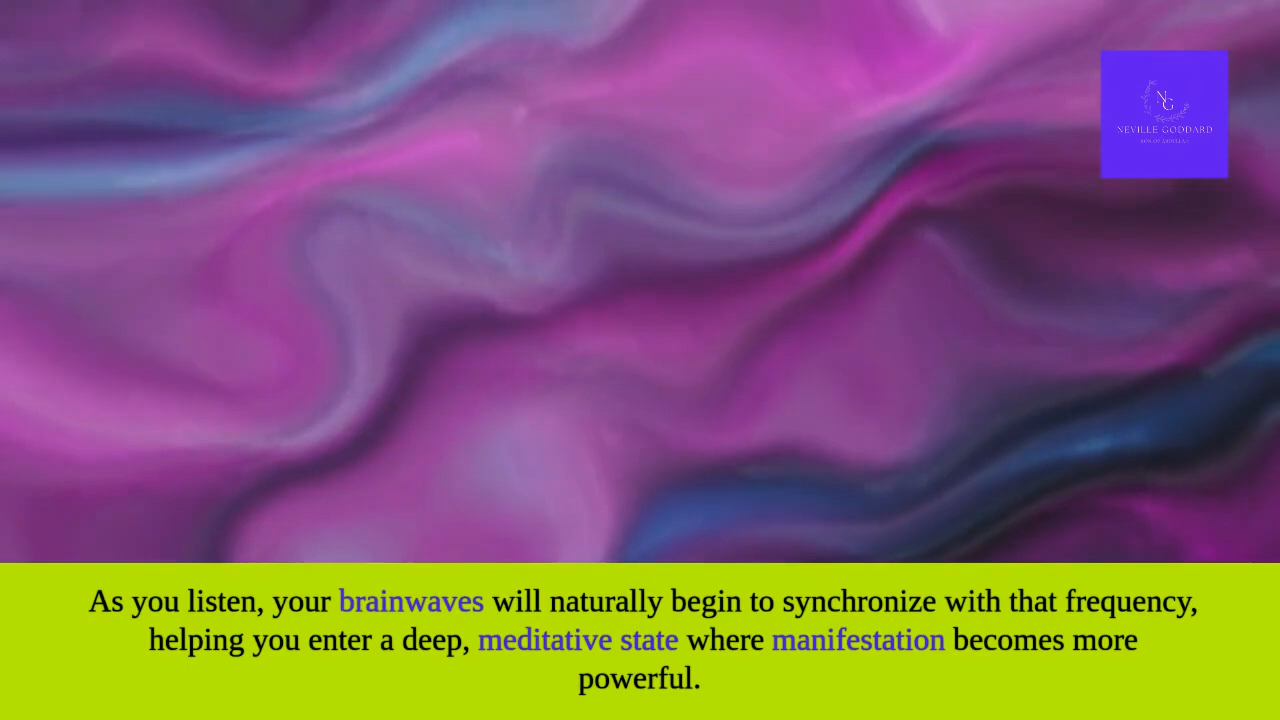 NG
NEVILLE GODDARD
As you listen, your brainwaves will naturally begin to synchronize with that frequency,
helping you enter a deep, meditative state where manifestation becomes more
powerful.